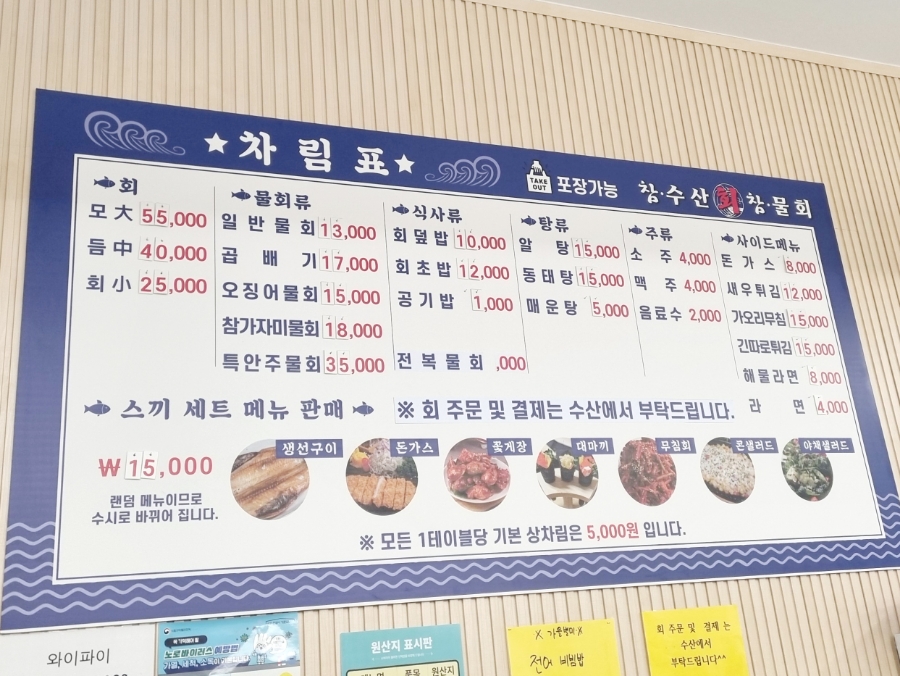 ★차림표★
TAKE OUT 포장가능
참·수산 회 참·물회
회
모 大 55,000
듬 中 40,000
회 小 25,000
물회류
일반물회 13,000
곱배기 17,000
오징어물회 15,000
참가자미물회 18,000
특안주물회 35,000
식사류
회덮밥 10,000
회초밥 12,000
공기밥 1,000
전복물회 ,000
탕류
알탕 15,000
동태탕 15,000
매운탕 5,000
주류
소주 4,000
맥주 4,000
음료수 2,000
사이드메뉴
돈가스 8,000
새우튀김 12,000
가오리무침 15,000
긴따로튀김 15,000
해물라면 8,000
라면 4,000
스끼 세트 메뉴 판매
※ 회 주문 및 결제는 수산에서 부탁드립니다.
₩15,000
랜덤 메뉴이므로
수시로 바뀌어 집니다.
생선구이
돈가스
꽃게장
대마끼
무침회
콘샐러드
야채샐러드
※ 모든 1테이블당 기본 상차림은 5,000원 입니다.
와이파이
노로바이러스 예방법
원산지 표시판
품목 원산지
전어 비빔밥
회 주문 및 결제 는
수산에서
부탁드립니다^^